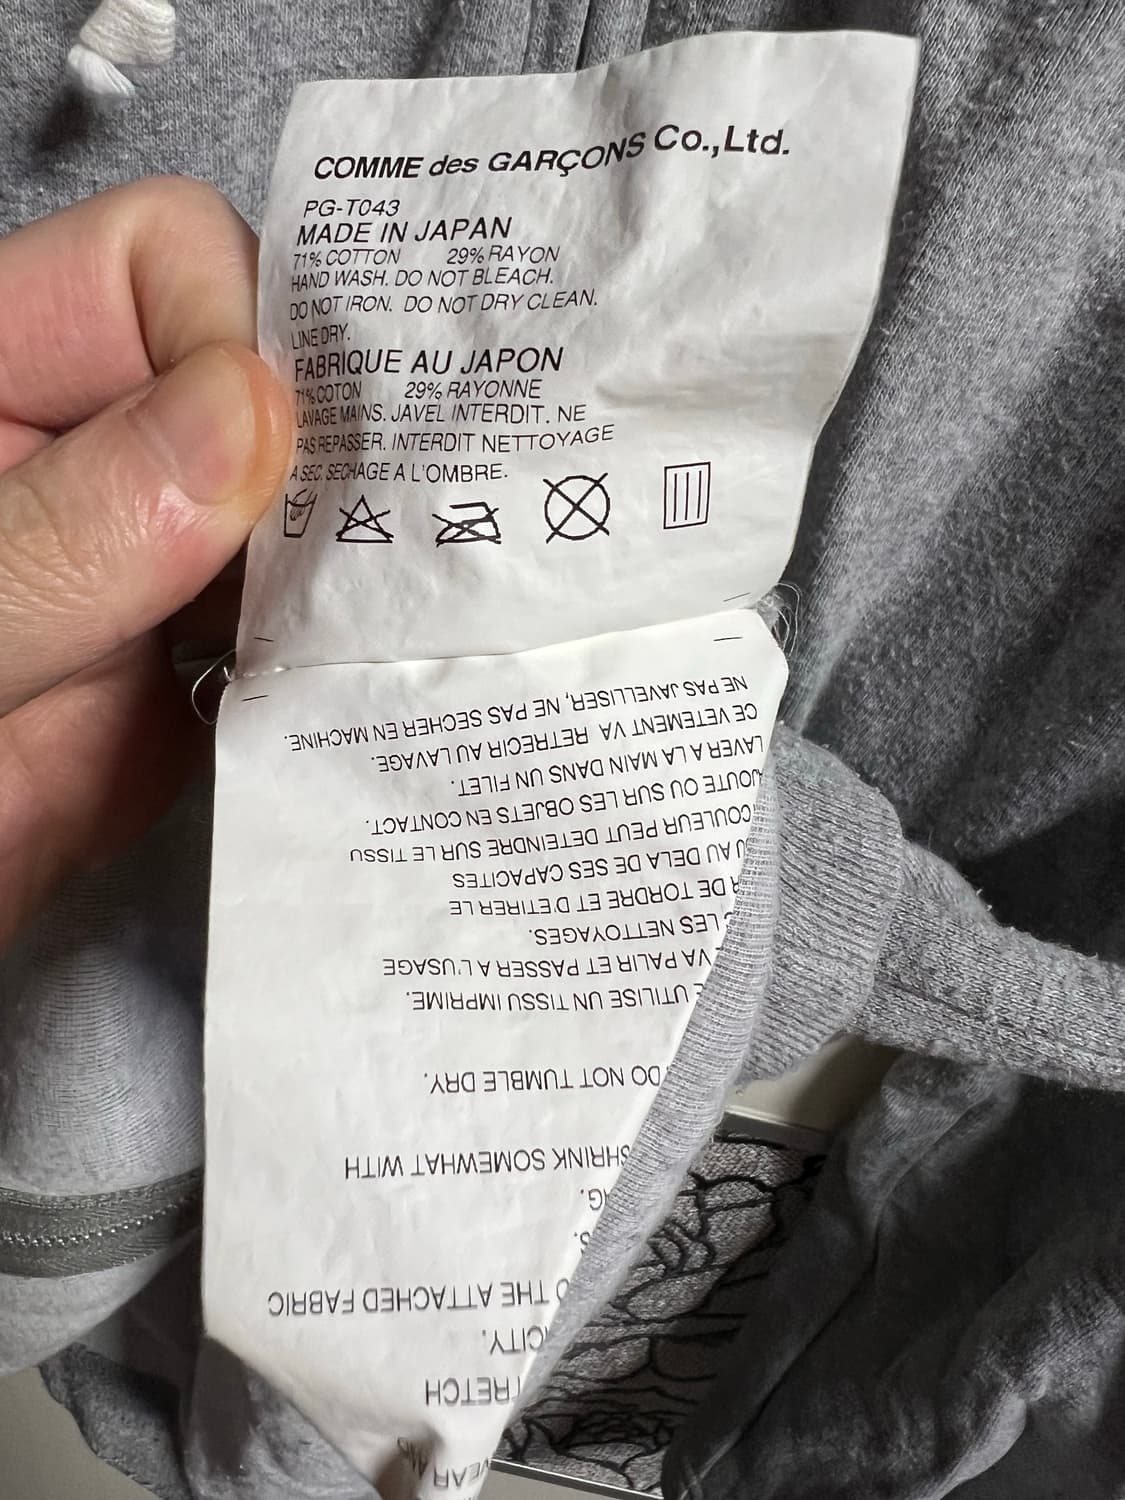 COMME des GARÇONS Co.,Ltd.
PG-T043
MADE IN JAPAN
71% COTTON 29% RAYON
HAND WASH. DO NOT BLEACH.
DO NOT IRON. DO NOT DRY CLEAN.
LINE DRY.
FABRIQUE AU JAPON
71% COTON 29% RAYONNE
LAVAGE MAINS. JAVEL INTERDIT. NE
PAS REPASSER. INTERDIT NETTOYAGE
A SEC. SECHAGE A L'OMBRE.
TRETCH
ICITY.
O THE ATTACHED FABRIC
S.
AG.
SHRINK SOMEWHAT WITH
DO NOT TUMBLE DRY.
E UTILISE UN TISSU IMPRIME.
VA PALIR ET PASSER A L'USAGE
LES NETTOYAGES.
R DE TORDRE ET D'ETIRER LE
U AU DELA DE SES CAPACITES
COULEUR PEUT DETEINDRE SUR LE TISSU
JOUTE OU SUR LES OBJETS EN CONTACT.
LAVER A LA MAIN DANS UN FILET.
CE VETEMENT VA RETRECIR AU LAVAGE.
NE PAS JAVELLISER, NE PAS SECHER EN MACHINE.